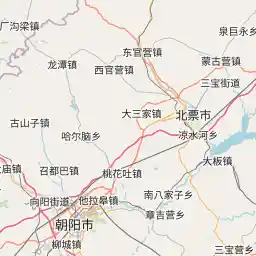 厂沟梁镇
泉巨永乡
东官营镇
龙潭镇
西官营镇
蒙古营镇
三宝街道
大三家镇
北票市
古山子镇
哈尔脑乡
凉水河乡
大板镇
大庙镇
召都巴镇
桃花吐镇
向阳街道
他拉皋镇
南八家子乡
章吉营乡
朝阳市
柳城镇
三宝营乡